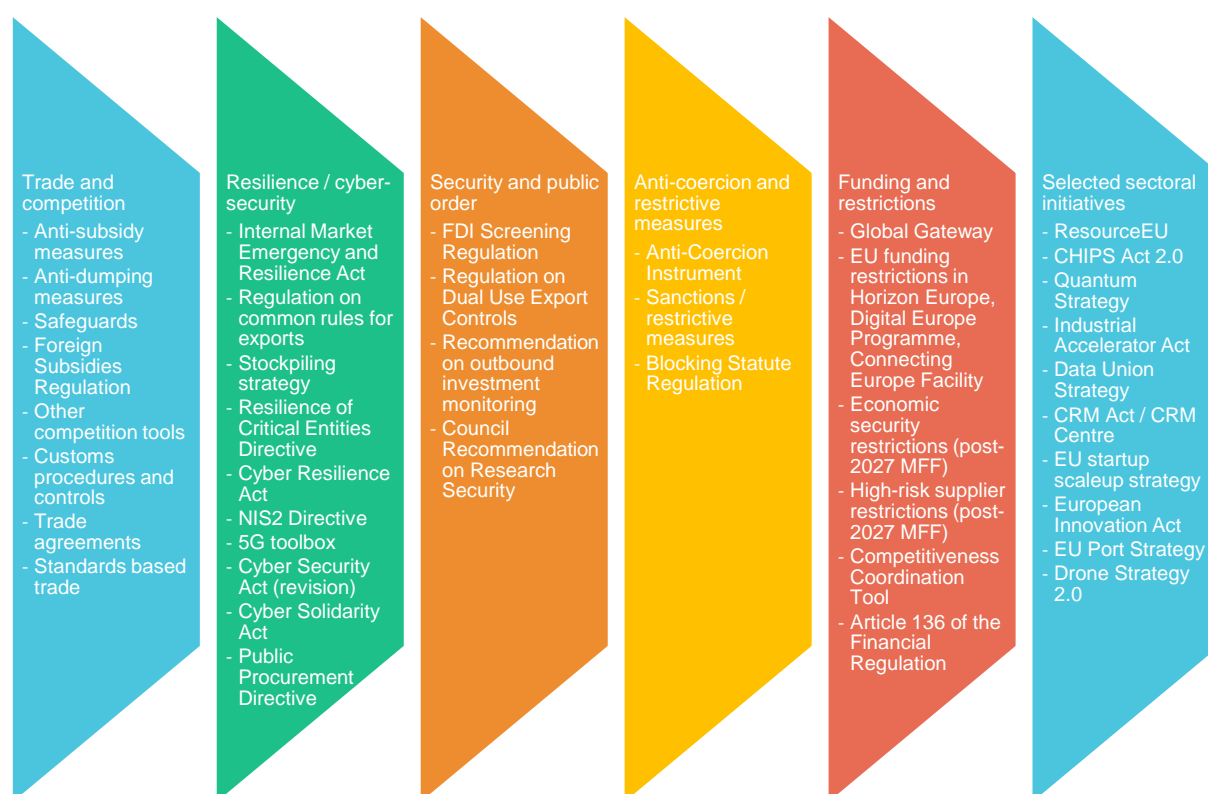 Trade and
competition
- Anti-subsidy
measures
- Anti-dumping
measures
- Safeguards
- Foreign
Subsidies
Regulation
- Other
competition tools
- Customs
procedures and
controls
- Trade
agreements
- Standards based
trade
Resilience / cyber-
security
- Internal Market
Emergency and
Resilience Act
- Regulation on
common rules for
exports
- Stockpiling
strategy
- Resilience of
Critical Entities
Directive
- Cyber Resilience
Act
- NIS2 Directive
- 5G toolbox
- Cyber Security
Act (revision)
- Cyber Solidarity
Act
- Public
Procurement
Directive
Security and public
order
- FDI Screening
Regulation
- Regulation on
Dual Use Export
Controls
- Recommendation
on outbound
investment
monitoring
- Council
Recommendation
on Research
Security
Anti-coercion and
restrictive
measures
- Anti-Coercion
Instrument
- Sanctions /
restrictive
measures
- Blocking Statute
Regulation
Funding and
restrictions
- Global Gateway
- EU funding
restrictions in
Horizon Europe,
Digital Europe
Programme,
Connecting
Europe Facility
- Economic
security
restrictions (post-
2027 MFF)
- High-risk supplier
restrictions (post-
2027 MFF)
- Competitiveness
Coordination
Tool
- Article 136 of the
Financial
Regulation
Selected sectoral
initiatives
- ResourceEU
- CHIPS Act 2.0
- Quantum
Strategy
- Industrial
Accelerator Act
- Data Union
Strategy
- CRM Act / CRM
Centre
- EU startup
scaleup strategy
- European
Innovation Act
- EU Port Strategy
- Drone Strategy
2.0